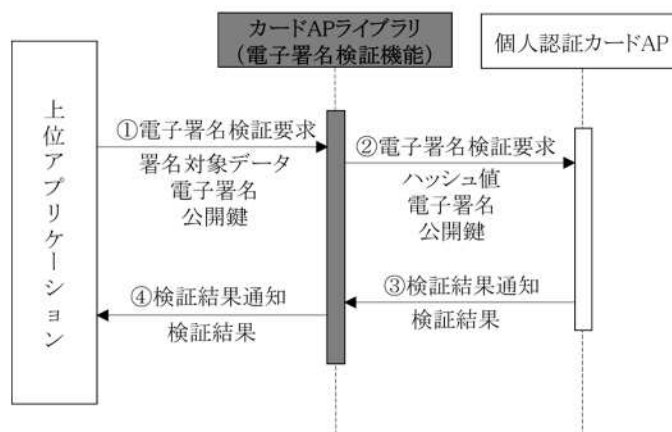 カードAPライブラリ
(電子署名検証機能)
個人認証カードAP
上位アプリケーション
①電子署名検証要求
署名対象データ
電子署名
公開鍵
②電子署名検証要求
ハッシュ値
電子署名
公開鍵
③検証結果通知
検証結果
④検証結果通知
検証結果